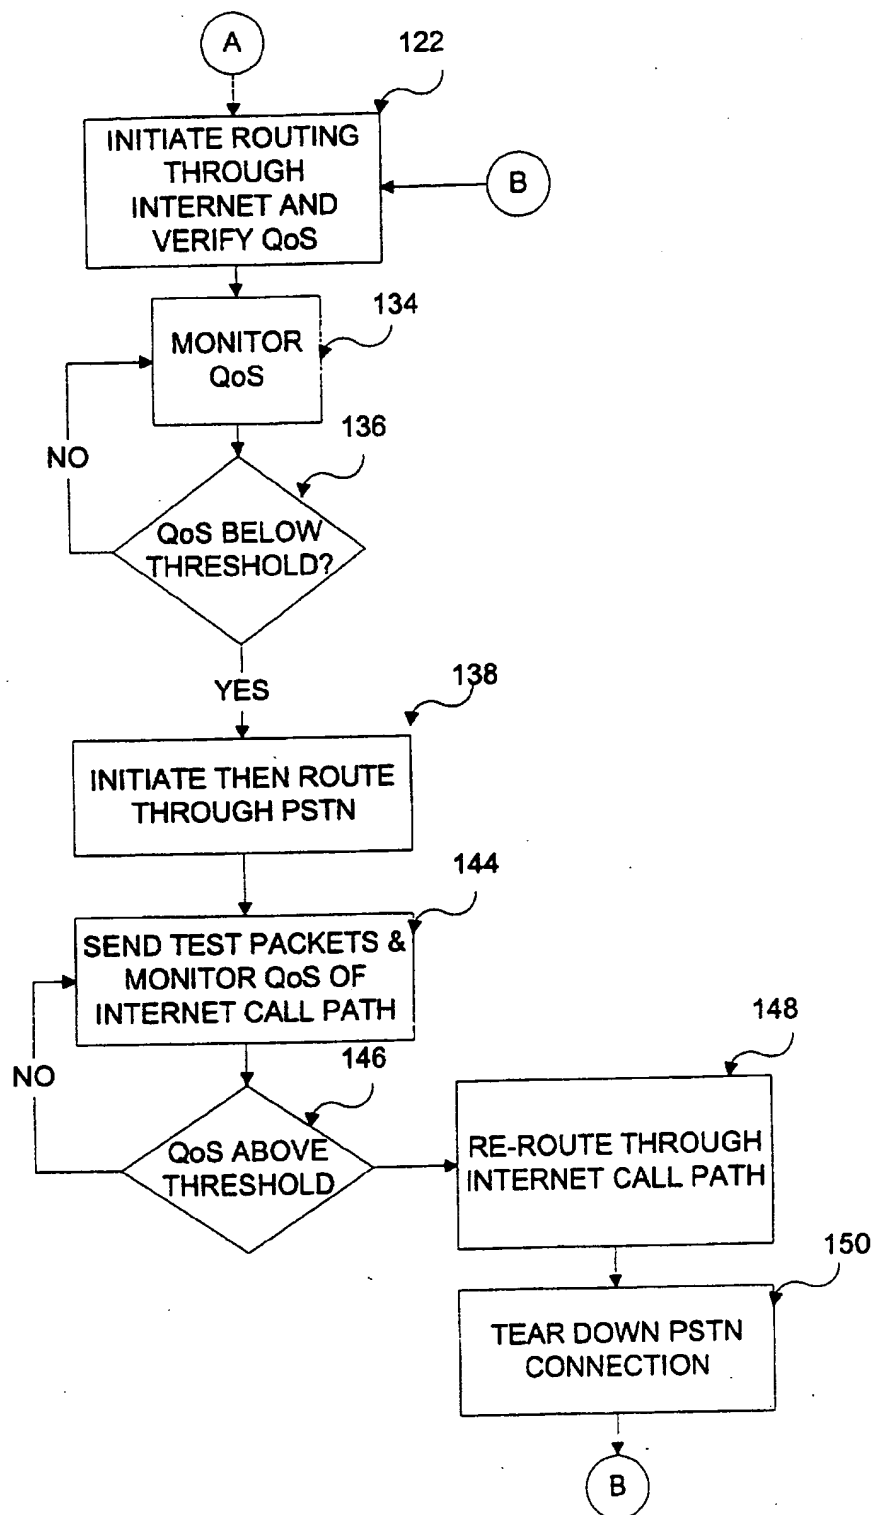 A
122
INITIATE ROUTING
THROUGH
INTERNET AND
VERIFY QoS
B
134
MONITOR
QoS
136
NO
QoS BELOW
THRESHOLD?
YES
138
INITIATE THEN ROUTE
THROUGH PSTN
144
SEND TEST PACKETS &
MONITOR QoS OF
INTERNET CALL PATH
146
NO
QoS ABOVE
THRESHOLD
148
RE-ROUTE THROUGH
INTERNET CALL PATH
150
TEAR DOWN PSTN
CONNECTION
B